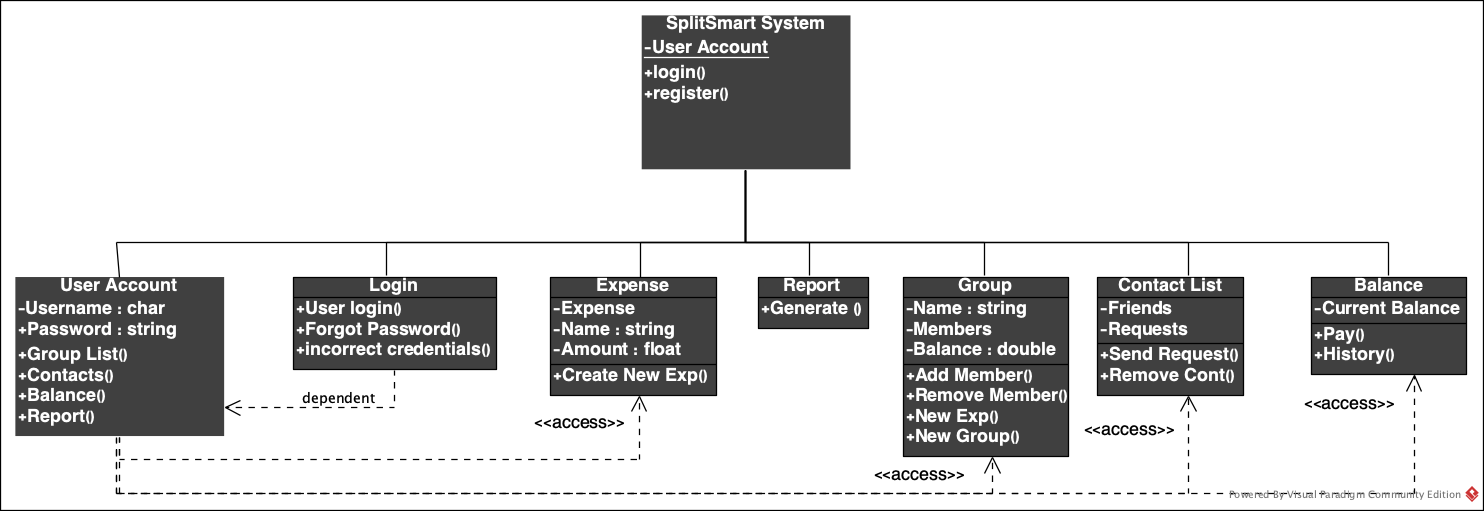 SplitSmart System
-User Account
+login()
+register()
User Account
-Username : char
+Password : string
+Group List()
+Contacts()
+Balance()
+Report()
Login
+User login()
+Forgot Password()
+incorrect credentials()
dependent
Expense
-Expense
-Name : string
-Amount : float
+Create New Exp()
<<access>>
Report
+Generate ()
Group
-Name : string
-Members
-Balance : double
+Add Member()
+Remove Member()
+New Exp()
+New Group()
<<access>>
Contact List
-Friends
-Requests
+Send Request()
+Remove Cont()
<<access>>
Balance
-Current Balance
+Pay()
+History()
<<access>>
Powered By Visual Paradigm Community Edition